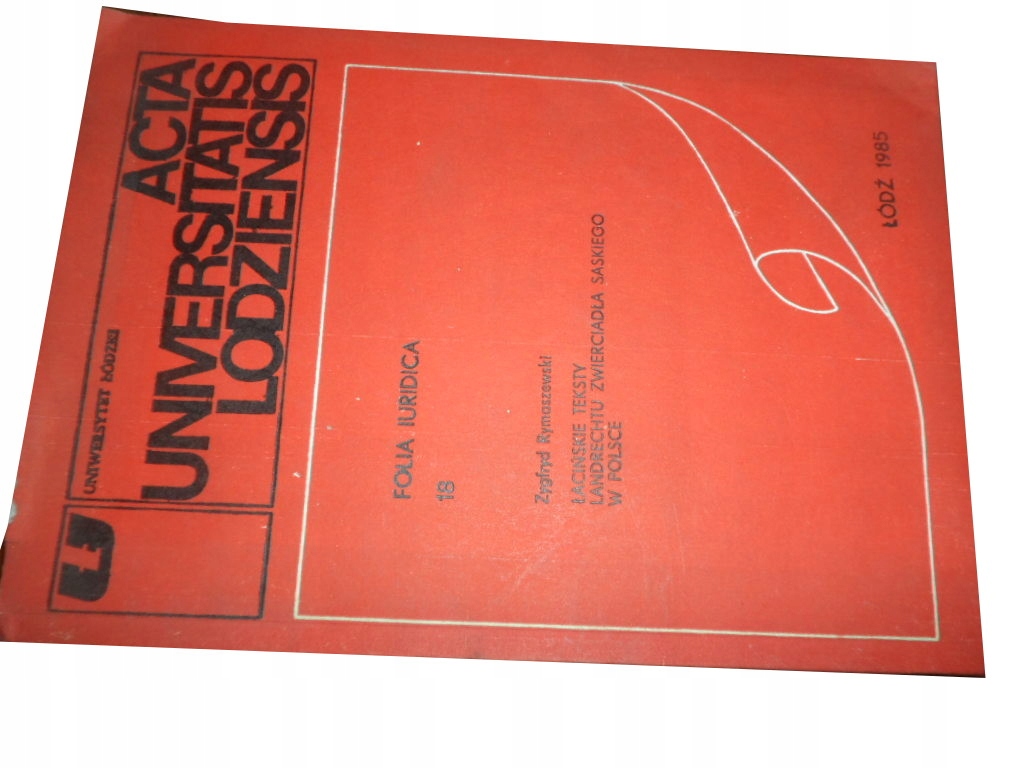 UNIWERSYTET ŁÓDZKI
ACTA
UNIVERSITATIS
LODZIENSIS
FOLIA IURIDICA
18
Zygfryd Rymaszewski
ŁACIŃSKIE TEKSTY
LANDRECHTU ZWIERCIADŁA SASKIEGO
W POLSCE
ŁÓDŹ 1985